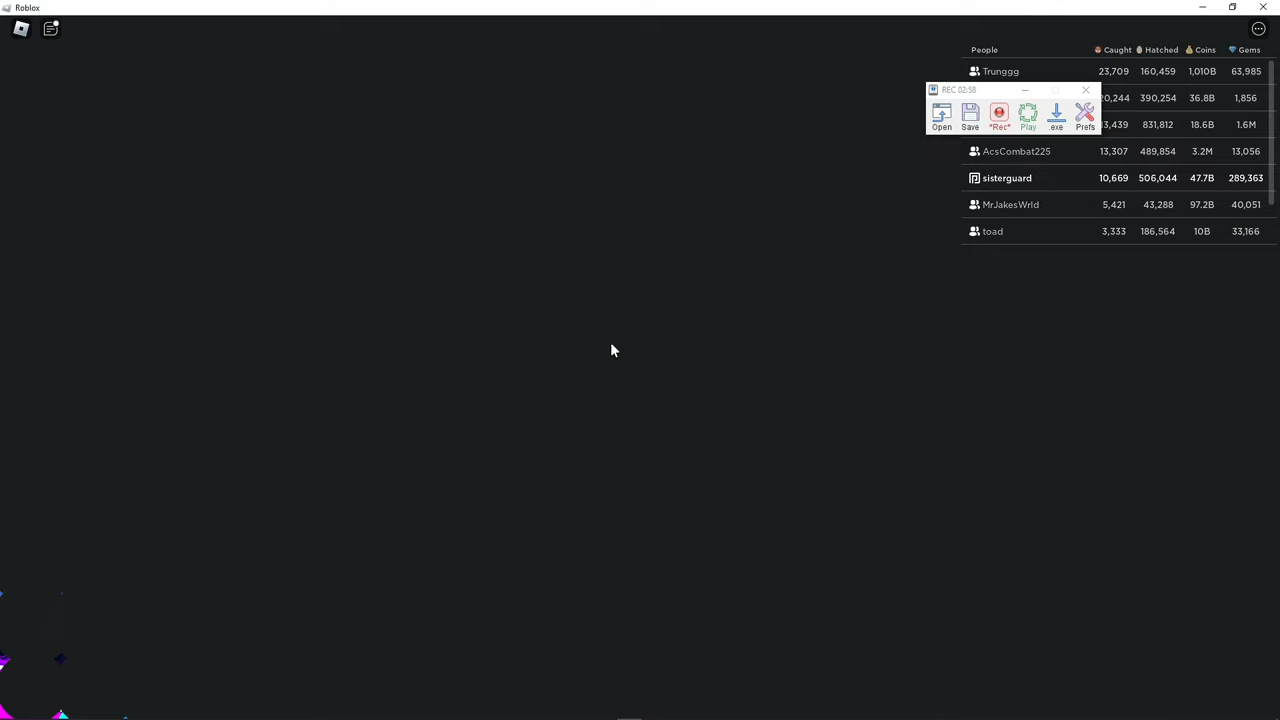 Roblox
People Caught Hatched Coins Gems
Trunggg 23,709 160,459 1,010B 63,985
REC 02:58
20,244 390,254 36.8B 1,856
Open Save *Rec* Play .exe Prefs
831,812 18.6B 1.6M
AcsCombat225 13,307 489,854 3.2M 13,056
sisterguard 10,669 506,044 47.7B 289,363
MrJakesWrld 5,421 43,288 97.2B 40,051
toad 3,333 186,564 10B 33,166